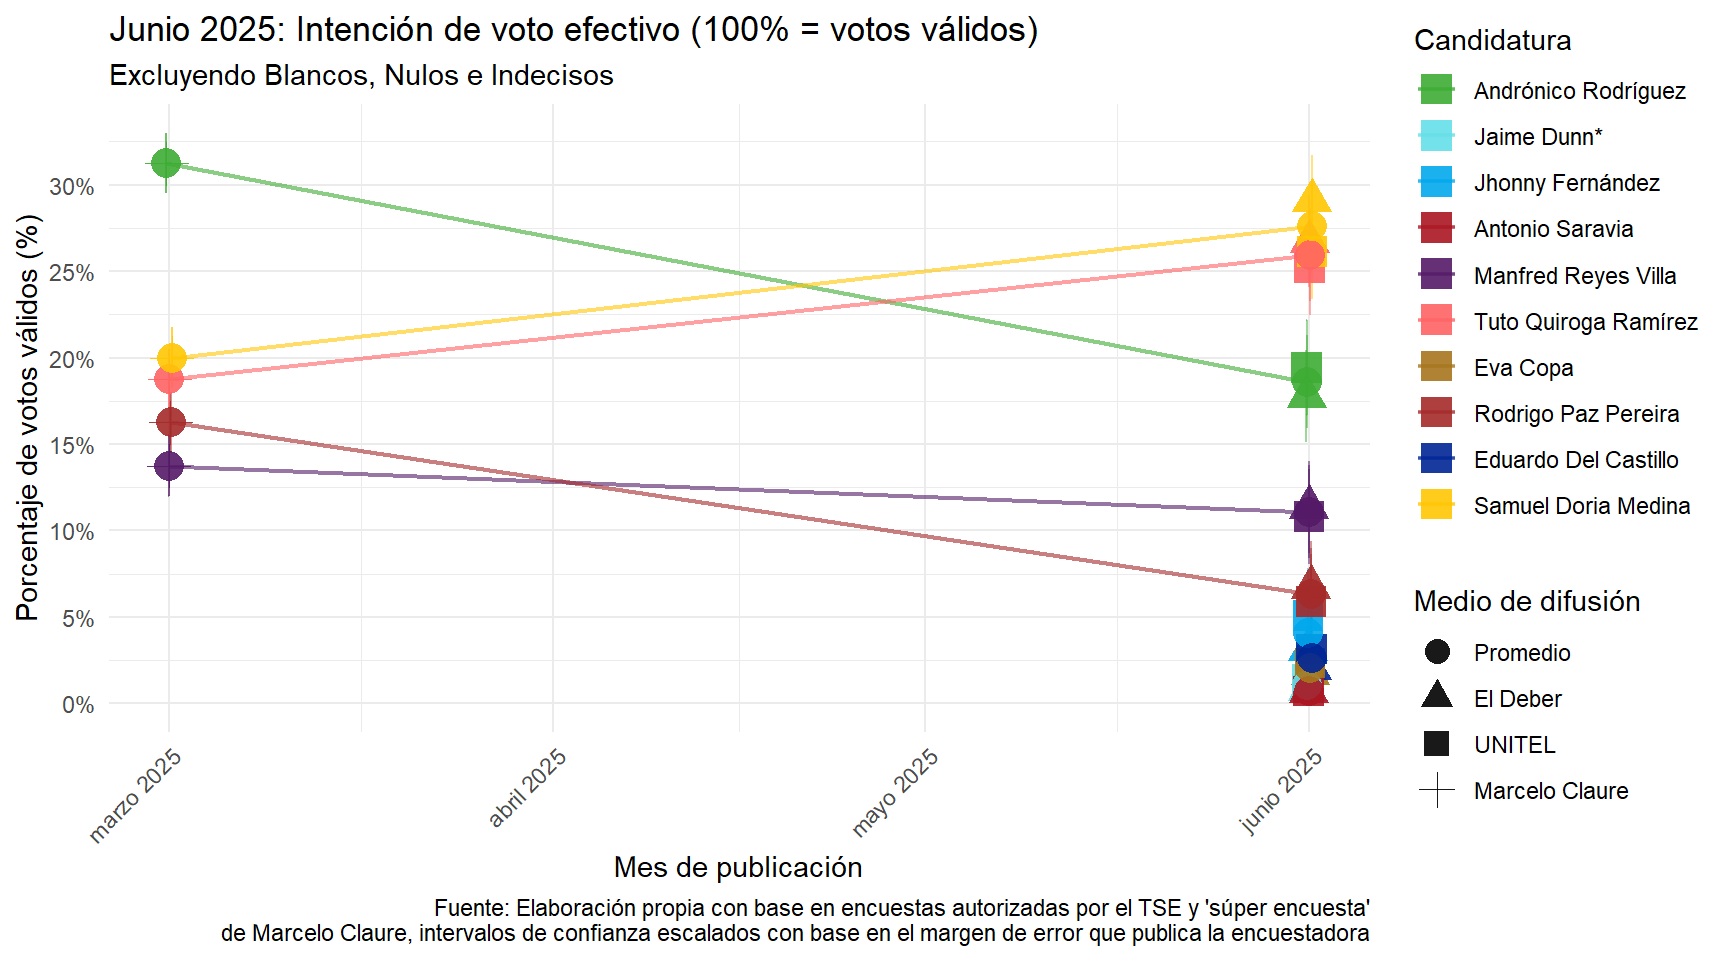 Junio 2025: Intención de voto efectivo (100% = votos válidos)
Excluyendo Blancos, Nulos e Indecisos
Porcentaje de votos válidos (%)
30%
25%
20%
15%
10%
5%
0%
marzo 2025
abril 2025
mayo 2025
junio 2025
Mes de publicación
Candidatura
Andrónico Rodríguez
Jaime Dunn*
Jhonny Fernández
Antonio Saravia
Manfred Reyes Villa
Tuto Quiroga Ramírez
Eva Copa
Rodrigo Paz Pereira
Eduardo Del Castillo
Samuel Doria Medina
Medio de difusión
Promedio
El Deber
UNITEL
Marcelo Claure
Fuente: Elaboración propia con base en encuestas autorizadas por el TSE y 'súper encuesta'
de Marcelo Claure, intervalos de confianza escalados con base en el margen de error que publica la encuestadora